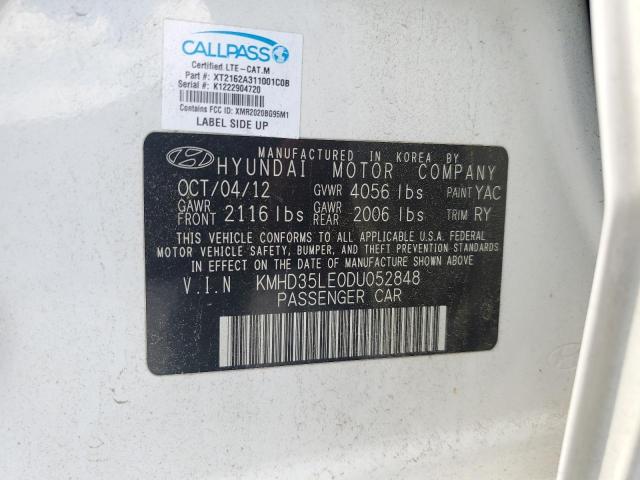 CALLPASS
Certified LTE-CAT.M
Part #: XT2162A311001C0B
Serial #: K1222904720
Contains FCC ID: XMR2020BG95M1
LABEL SIDE UP
MANUFACTURED IN KOREA BY
HYUNDAI MOTOR COMPANY
OCT/04/12 GVWR 4056 lbs PAINT YAC
GAWR FRONT 2116 lbs GAWR REAR 2006 lbs TRIM RY
THIS VEHICLE CONFORMS TO ALL APPLICABLE U.S.A. FEDERAL
MOTOR VEHICLE SAFETY, BUMPER, AND THEFT PREVENTION STANDARDS
IN EFFECT ON THE DATE OF MANUFACTURE SHOWN ABOVE.
V.I.N KMHD35LE0DU052848
PASSENGER CAR